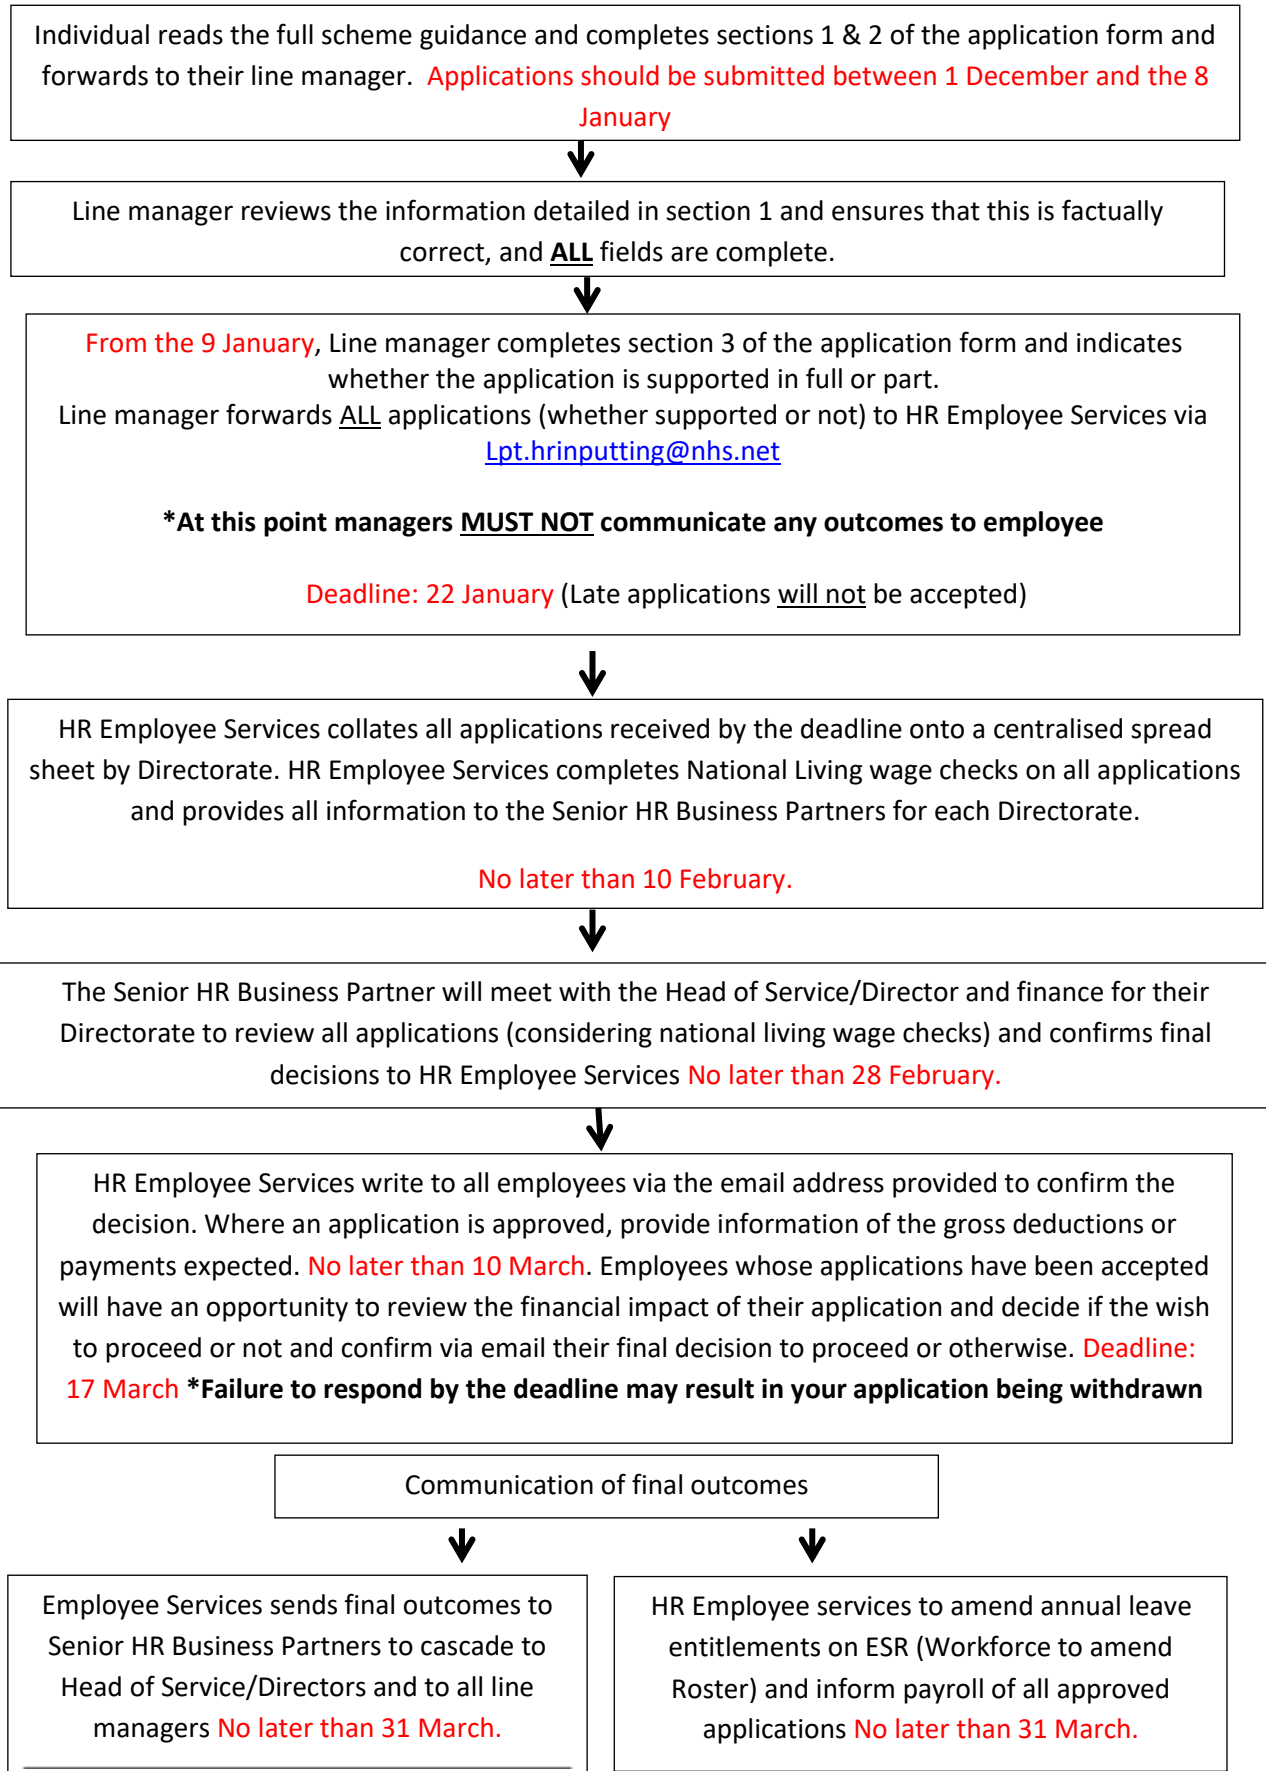 Individual reads the full scheme guidance and completes sections 1 & 2 of the application form and
forwards to their line manager. Applications should be submitted between 1 December and the 8
January
Line manager reviews the information detailed in section 1 and ensures that this is factually
correct, and ALL fields are complete.
From the 9 January, Line manager completes section 3 of the application form and indicates
whether the application is supported in full or part.
Line manager forwards ALL applications (whether supported or not) to HR Employee Services via
Lpt.hrinputting@nhs.net
*At this point managers MUST NOT communicate any outcomes to employee
Deadline: 22 January (Late applications will not be accepted)
HR Employee Services collates all applications received by the deadline onto a centralised spread
sheet by Directorate. HR Employee Services completes National Living wage checks on all applications
and provides all information to the Senior HR Business Partners for each Directorate.
No later than 10 February.
The Senior HR Business Partner will meet with the Head of Service/Director and finance for their
Directorate to review all applications (considering national living wage checks) and confirms final
decisions to HR Employee Services No later than 28 February.
HR Employee Services write to all employees via the email address provided to confirm the
decision. Where an application is approved, provide information of the gross deductions or
payments expected. No later than 10 March. Employees whose applications have been accepted
will have an opportunity to review the financial impact of their application and decide if the wish
to proceed or not and confirm via email their final decision to proceed or otherwise. Deadline:
17 March *Failure to respond by the deadline may result in your application being withdrawn
Communication of final outcomes
Employee Services sends final outcomes to
Senior HR Business Partners to cascade to
Head of Service/Directors and to all line
managers No later than 31 March.
HR Employee services to amend annual leave
entitlements on ESR (Workforce to amend
Roster) and inform payroll of all approved
applications No later than 31 March.